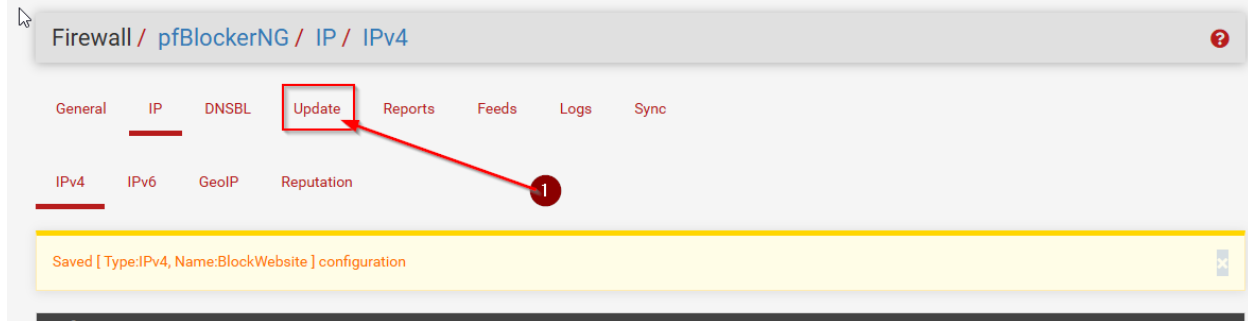 Firewall / pfBlockerNG / IP / IPv4
General IP DNSBL Update Reports Feeds Logs Sync
IPv4 IPv6 GeoIP Reputation
1
Saved [ Type:IPv4, Name:BlockWebsite ] configuration